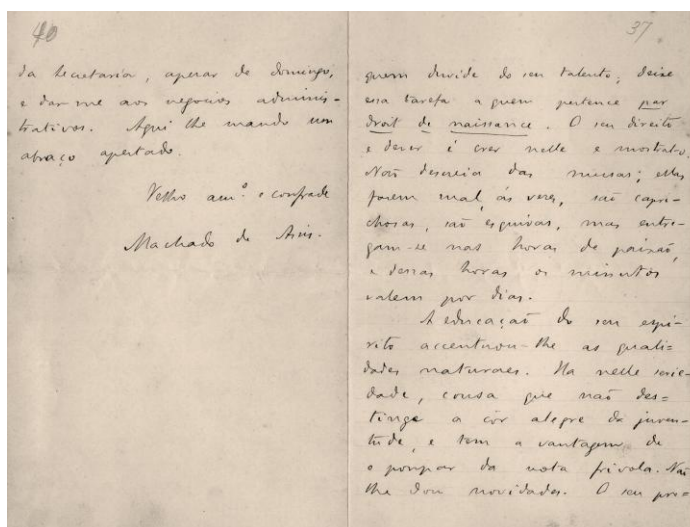 40
da Secretaria, apezar de domingo,
e dar-me aos negocios adminis-
trativos. Aqui lhe mando um
abraço apertado.
Velho am.º e confrade
Machado de Assis.
37
quem duvide do seu talento; deixe
essa tarefa a quem pertence par
droit de naissance. O seu direito
e dever é crer nelle e mostral-o.
Não descreia das musas; ellas
fazem mal, ás vezes, são capri-
chosas, são esquivas, mas entre-
gam-se nas horas de paixão,
e dessas horas os minutos
valem por dias.
A educação do seu espi-
rito accentuou-lhe as quali-
dades naturaes. Ha nelle serie-
dade, cousa que não des-
tinge a côr alegre da juven-
tude, e tem a vantagem de
o poupar da nota frivola. Não
lhe dou novidades. O seu pro-